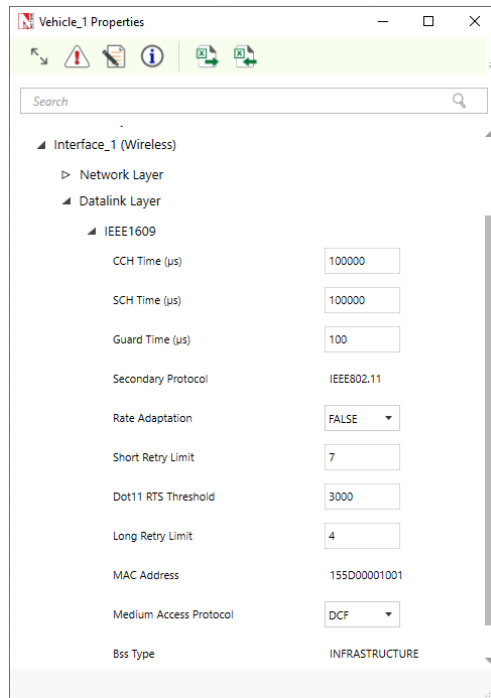 Vehicle_1 Properties
Search
Interface_1 (Wireless)
Network Layer
Datalink Layer
IEEE1609
CCH Time (µs) 100000
SCH Time (µs) 100000
Guard Time (µs) 100
Secondary Protocol IEEE802.11
Rate Adaptation FALSE
Short Retry Limit 7
Dot11 RTS Threshold 3000
Long Retry Limit 4
MAC Address 155D00001001
Medium Access Protocol DCF
Bss Type INFRASTRUCTURE